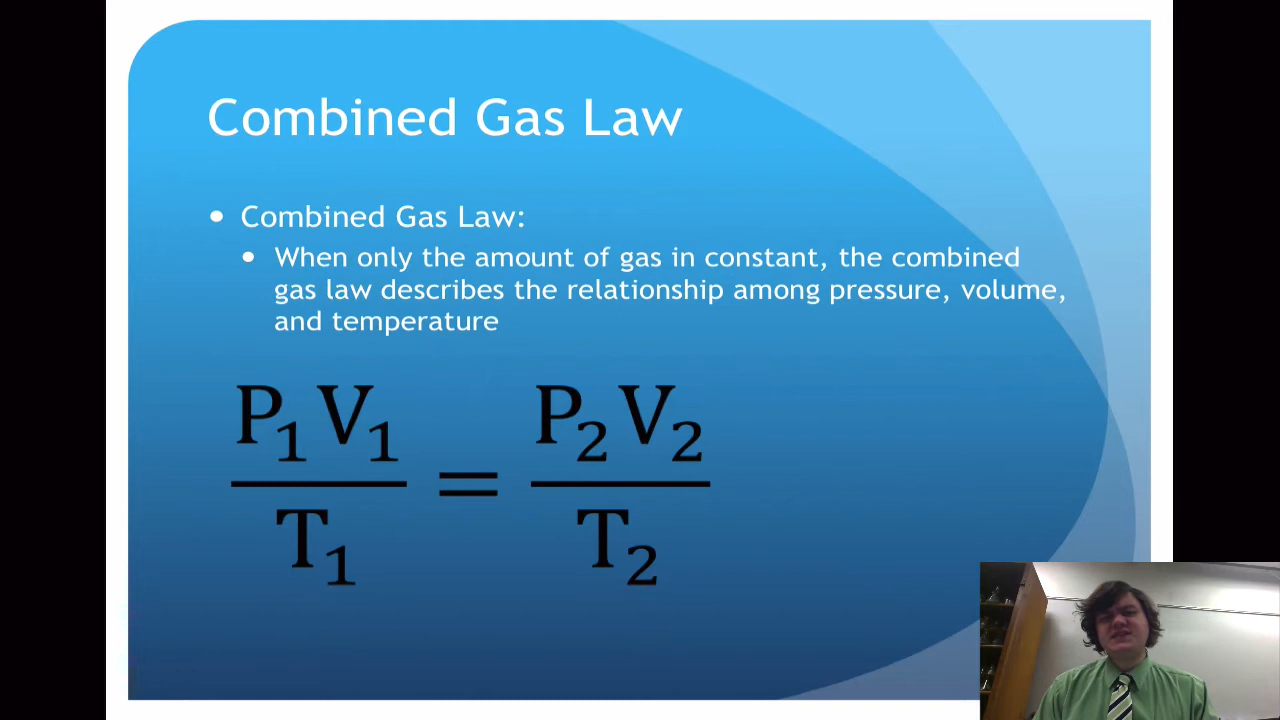 Combined Gas Law
• Combined Gas Law:
• When only the amount of gas in constant, the combined
gas law describes the relationship among pressure, volume,
and temperature
P₁V₁ / T₁ = P₂V₂ / T₂